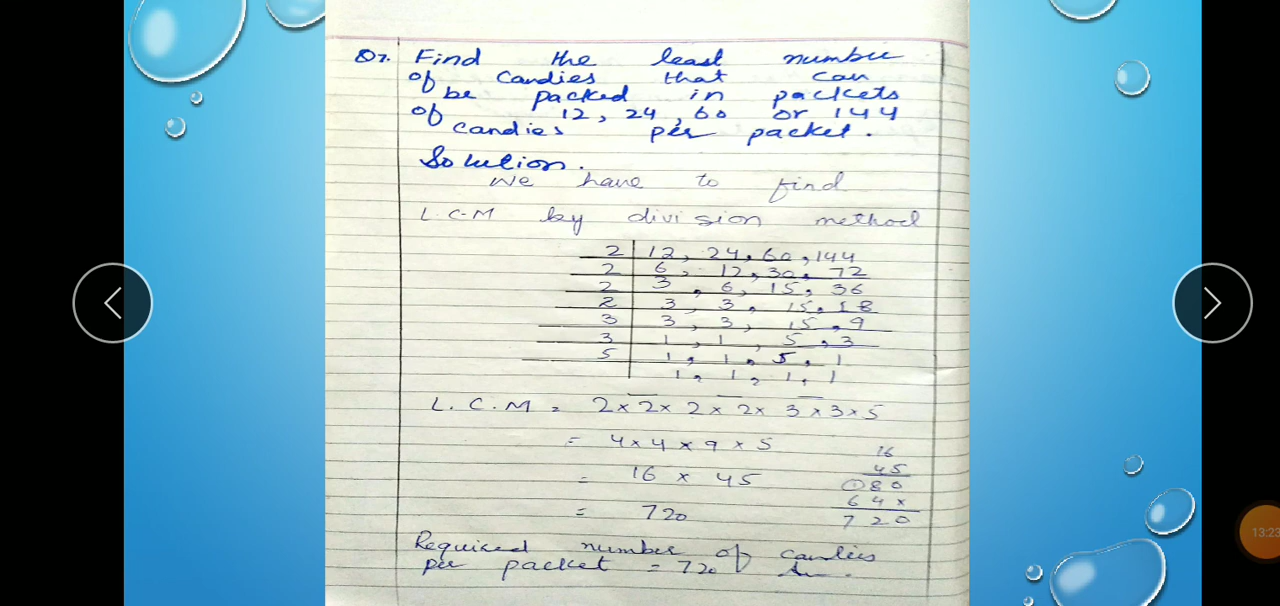 Q7. Find the least number
of candies that can
be packed in packets
of 12, 24, 60 or 144
candies per packet.
Solution.
We have to find
L.C-M by division method
2 | 12, 24, 60, 144
2 | 6, 12, 30, 72
2 | 3, 6, 15, 36
2 | 3, 3, 15, 18
3 | 3, 3, 15, 9
3 | 1, 1, 5, 3
5 | 1, 1, 5, 1
1, 1, 1, 1
L.C.M = 2 x 2 x 2 x 2 x 3 x 3 x 5
= 4 x 4 x 9 x 5
= 16 x 45
= 720
16
45
① 80
64 x
720
Required number of candies
per packet = 720 An.
13:23